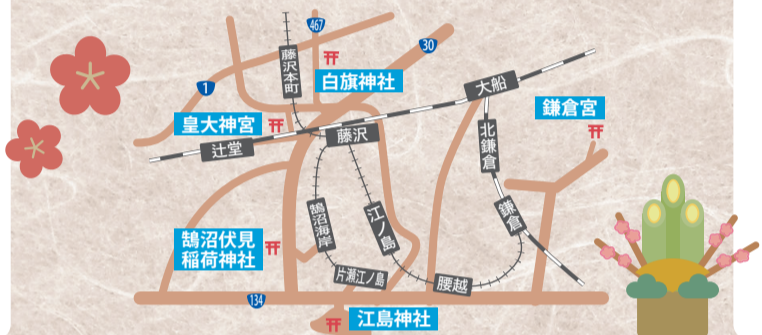 467
30
藤沢本町
白旗神社
大船
1
鎌倉宮
皇大神宮
辻堂
藤沢
北鎌倉
鵠沼海岸
江ノ島
鎌倉
鵠沼伏見
稲荷神社
片瀬江ノ島
腰越
134
江島神社